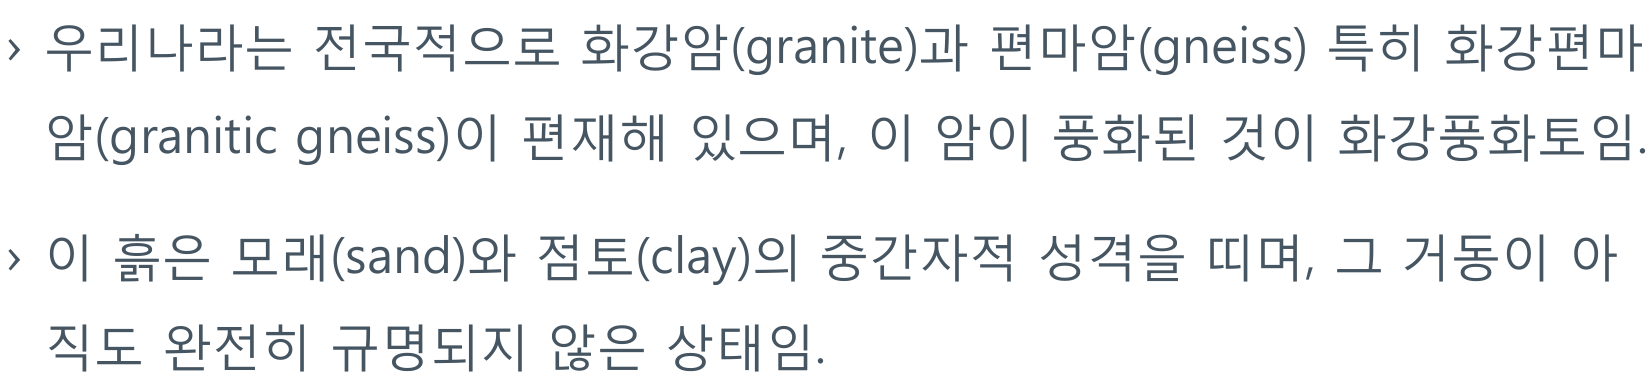 › 우리나라는 전국적으로 화강암(granite)과 편마암(gneiss) 특히 화강편마
암(granitic gneiss)이 편재해 있으며, 이 암이 풍화된 것이 화강풍화토임.
› 이 흙은 모래(sand)와 점토(clay)의 중간자적 성격을 띠며, 그 거동이 아
직도 완전히 규명되지 않은 상태임.